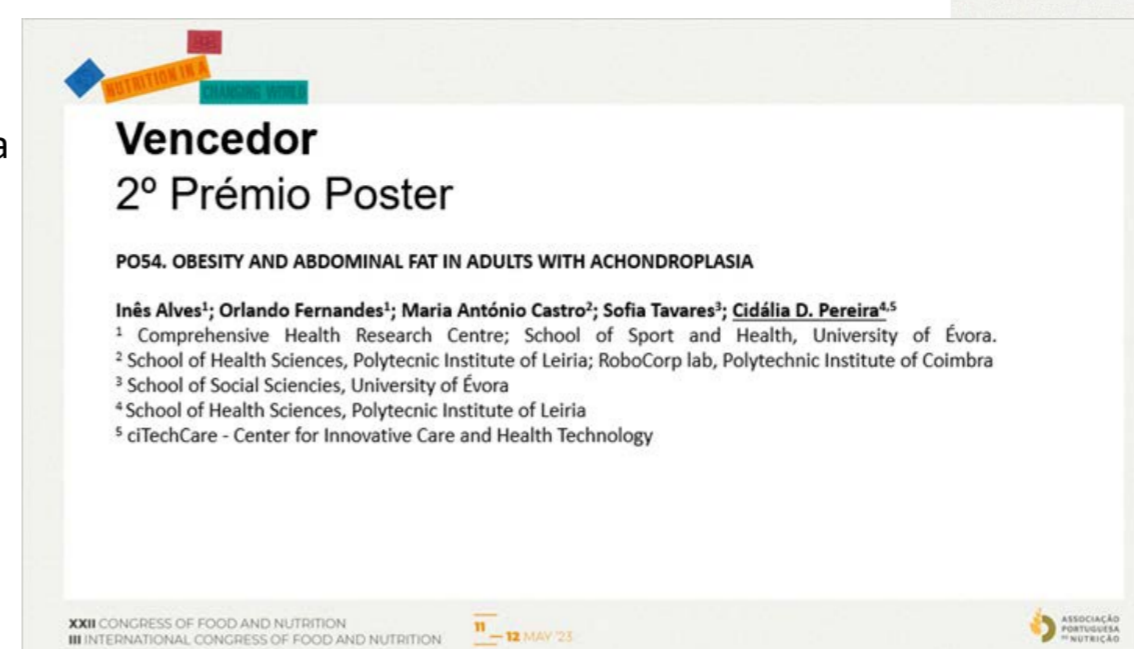 a
BE
NUTRITION IN A
CHANGING WORLD
Vencedor
2º Prémio Poster
PO54. OBESITY AND ABDOMINAL FAT IN ADULTS WITH ACHONDROPLASIA
Inês Alves¹; Orlando Fernandes¹; Maria António Castro²; Sofia Tavares³; Cidália D. Pereira⁴,⁵
¹ Comprehensive Health Research Centre; School of Sport and Health, University of Évora.
² School of Health Sciences, Polytecnic Institute of Leiria; RoboCorp lab, Polytechnic Institute of Coimbra
³ School of Social Sciencies, University of Évora
⁴ School of Health Sciences, Polytecnic Institute of Leiria
⁵ ciTechCare - Center for Innovative Care and Health Technology
XXII CONGRESS OF FOOD AND NUTRITION
III INTERNATIONAL CONGRESS OF FOOD AND NUTRITION
11
— 12 MAY '23
ASSOCIAÇÃO
PORTUGUESA
NUTRIÇÃO